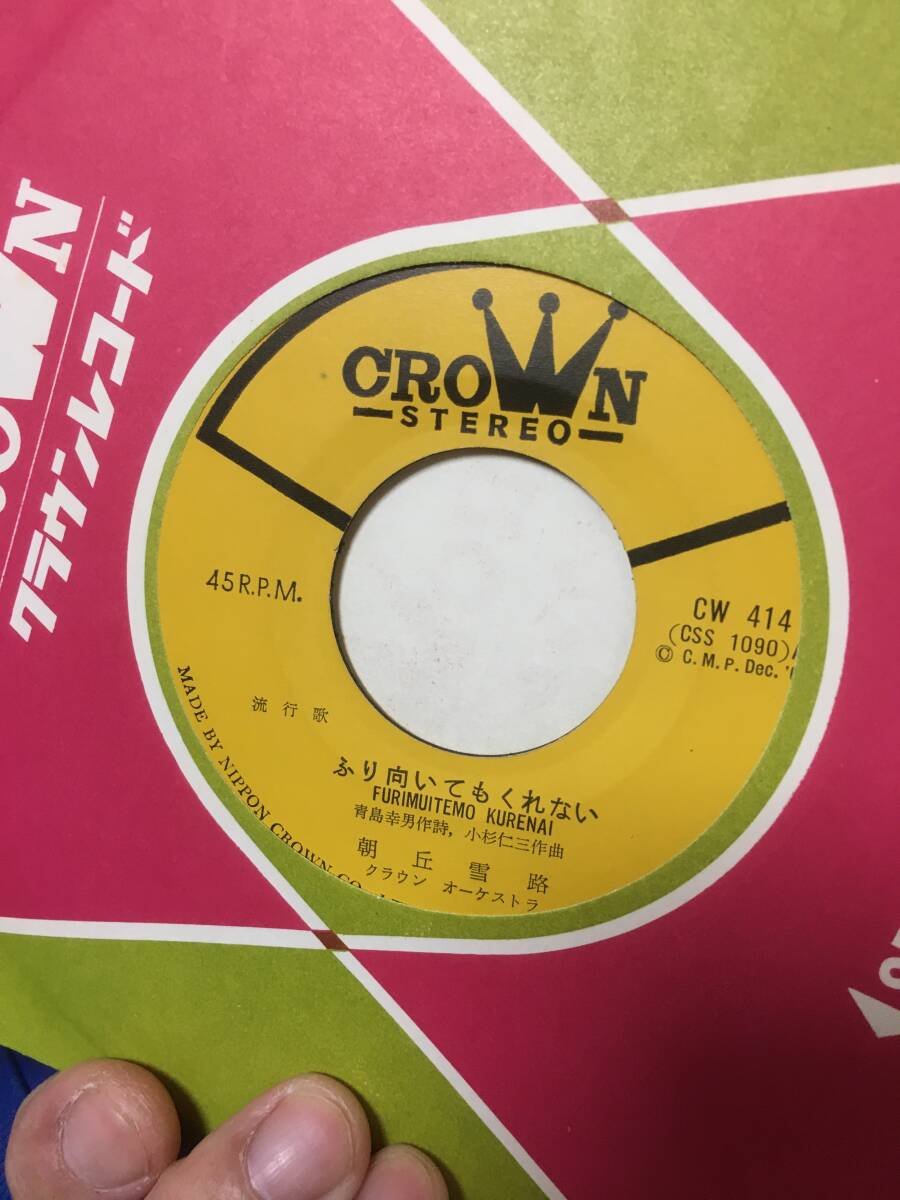 CROWN
クラウンレコード
CROWN
STEREO
45 R.P.M.
CW 414
(CSS 1090)
© C. M. P. Dec.
流行歌
ふり向いてもくれない
FURIMUITEMO KURENAI
青島幸男作詩, 小杉仁三作曲
朝丘雪路
クラウン オーケストラ
MADE BY NIPPON CROWN CO.